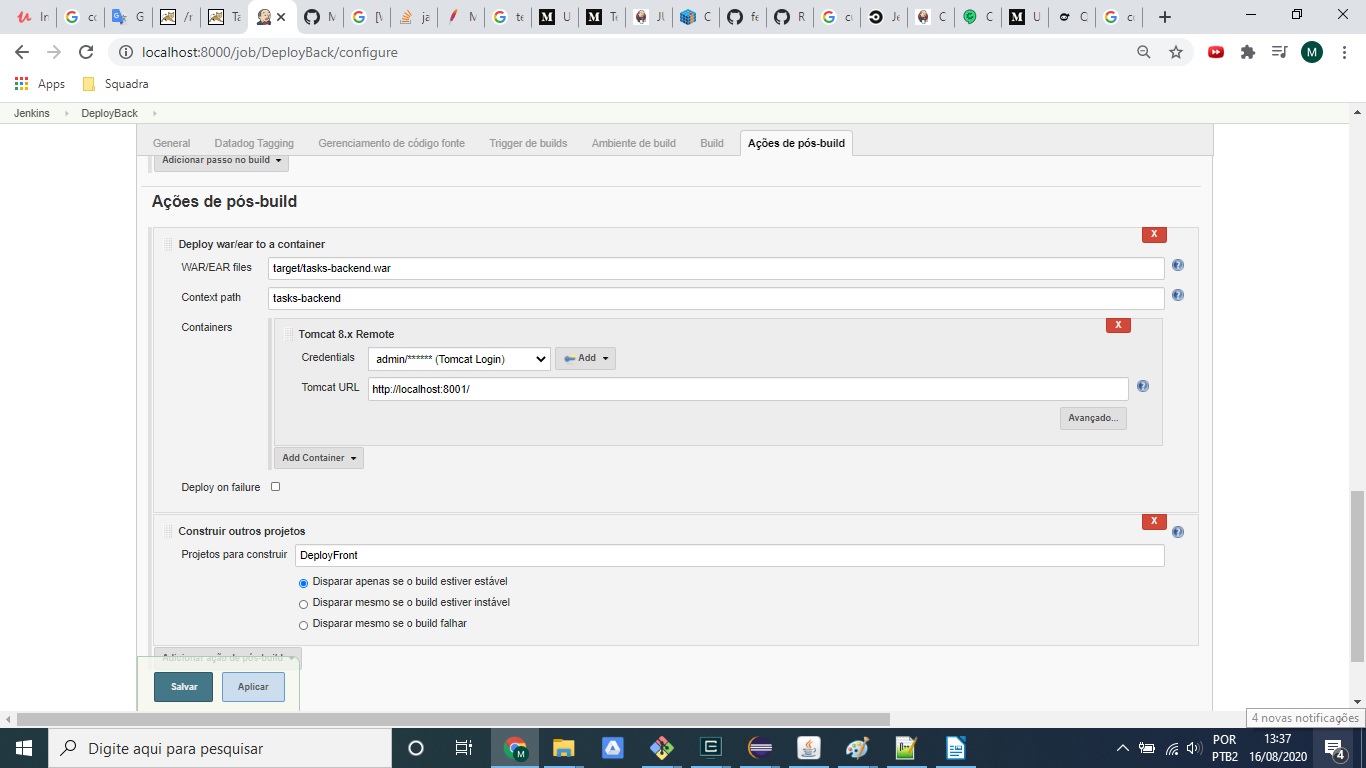 In
cc
G
/r
Ta
M
[M
ja
M
te
U
Te
JU
C
fe
R
cu
Je
C
C
U
C
co
localhost:8000/job/DeployBack/configure
M
Apps
Squadra
Jenkins
DeployBack
General
Datadog Tagging
Gerenciamento de código fonte
Trigger de builds
Ambiente de build
Build
Ações de pós-build
Adicionar passo no build
Ações de pós-build
Deploy war/ear to a container
X
WAR/EAR files
target/tasks-backend.war
Context path
tasks-backend
Containers
Tomcat 8.x Remote
X
Credentials
admin/****** (Tomcat Login)
Add
Tomcat URL
http://localhost:8001/
Avançado...
Add Container
Deploy on failure
Construir outros projetos
X
Projetos para construir
DeployFront
Disparar apenas se o build estiver estável
Disparar mesmo se o build estiver instável
Disparar mesmo se o build falhar
Adicionar ação de pós-build
Salvar
Aplicar
4 novas notificações
Digite aqui para pesquisar
POR
PTB2
13:37
16/08/2020
4